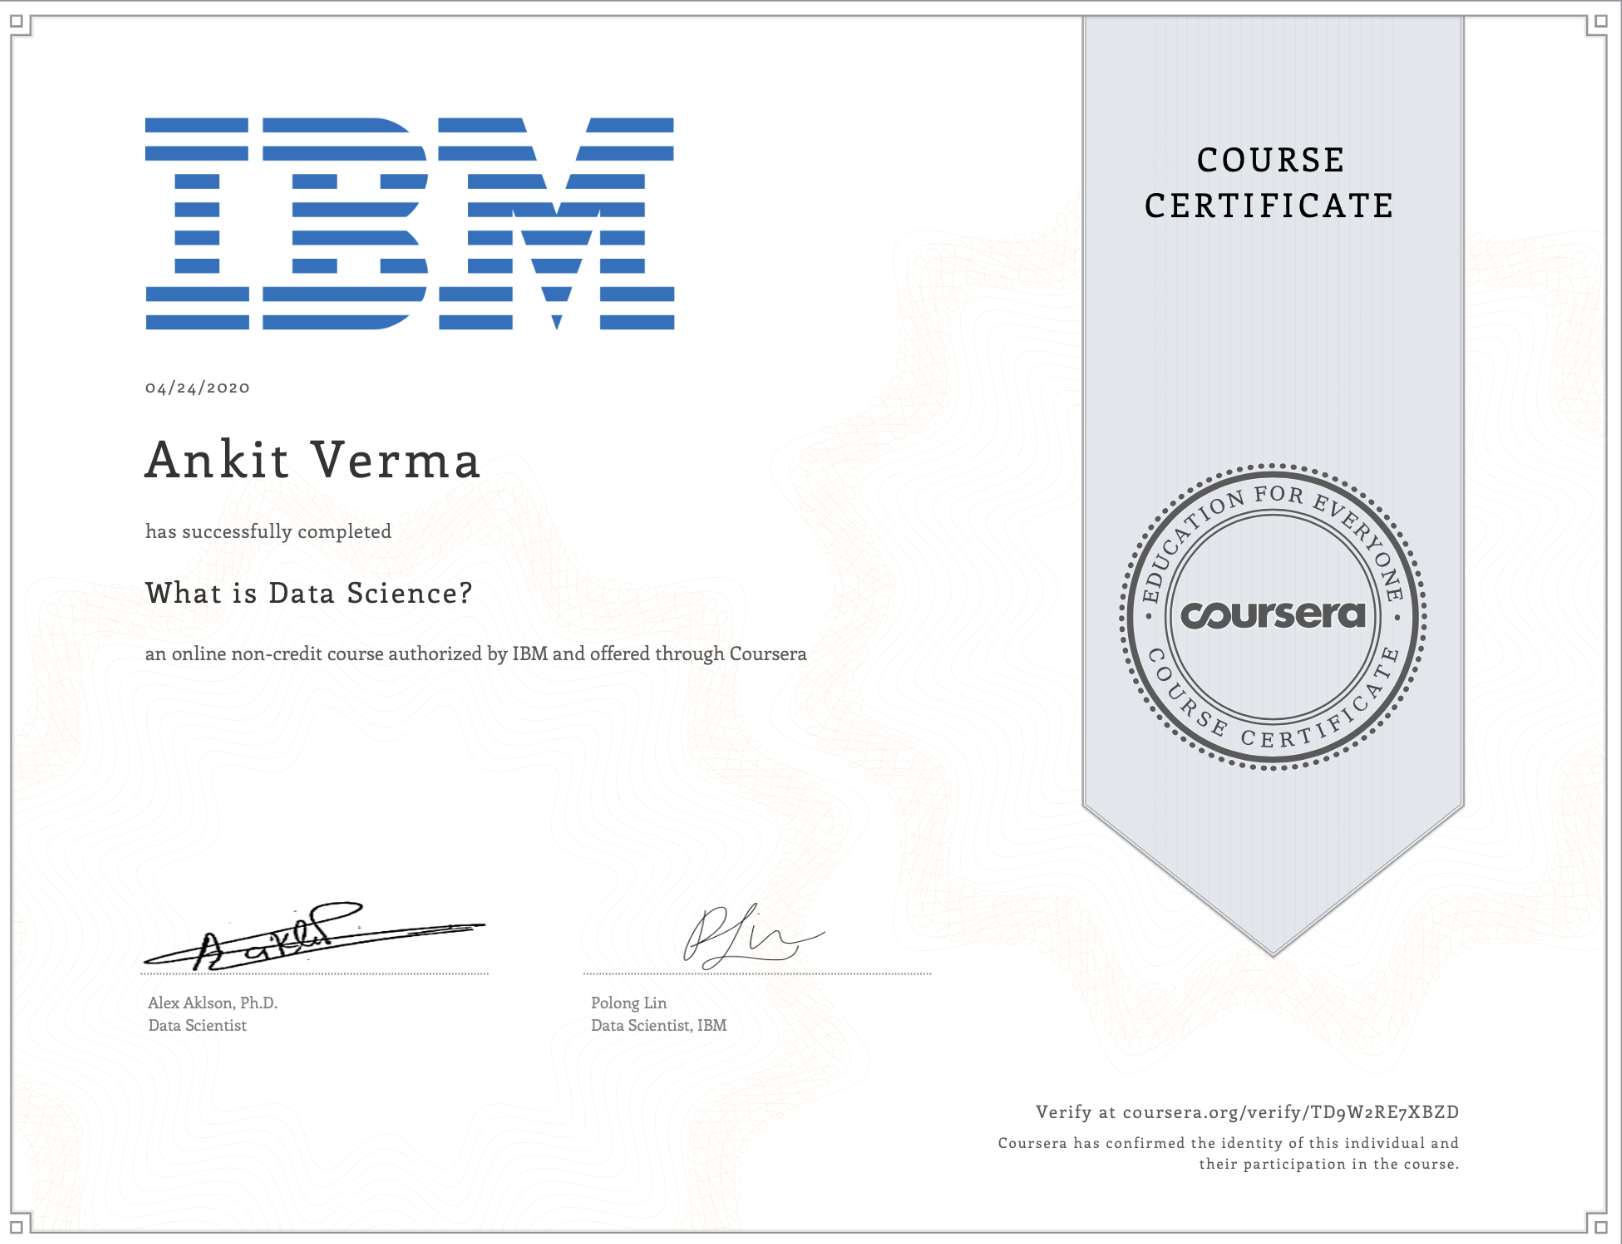 IBM
COURSE
CERTIFICATE
04/24/2020
Ankit Verma
has successfully completed
What is Data Science?
an online non-credit course authorized by IBM and offered through Coursera
EDUCATION FOR EVERYONE
coursera
COURSE CERTIFICATE
Alex Aklson, Ph.D.
Data Scientist
Polong Lin
Data Scientist, IBM
Verify at coursera.org/verify/TD9W2RE7XBZD
Coursera has confirmed the identity of this individual and
their participation in the course.